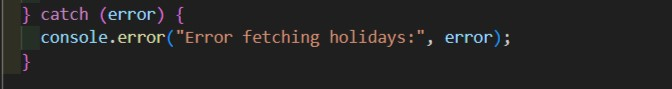 } catch (error) {
console.error("Error fetching holidays:", error);
}